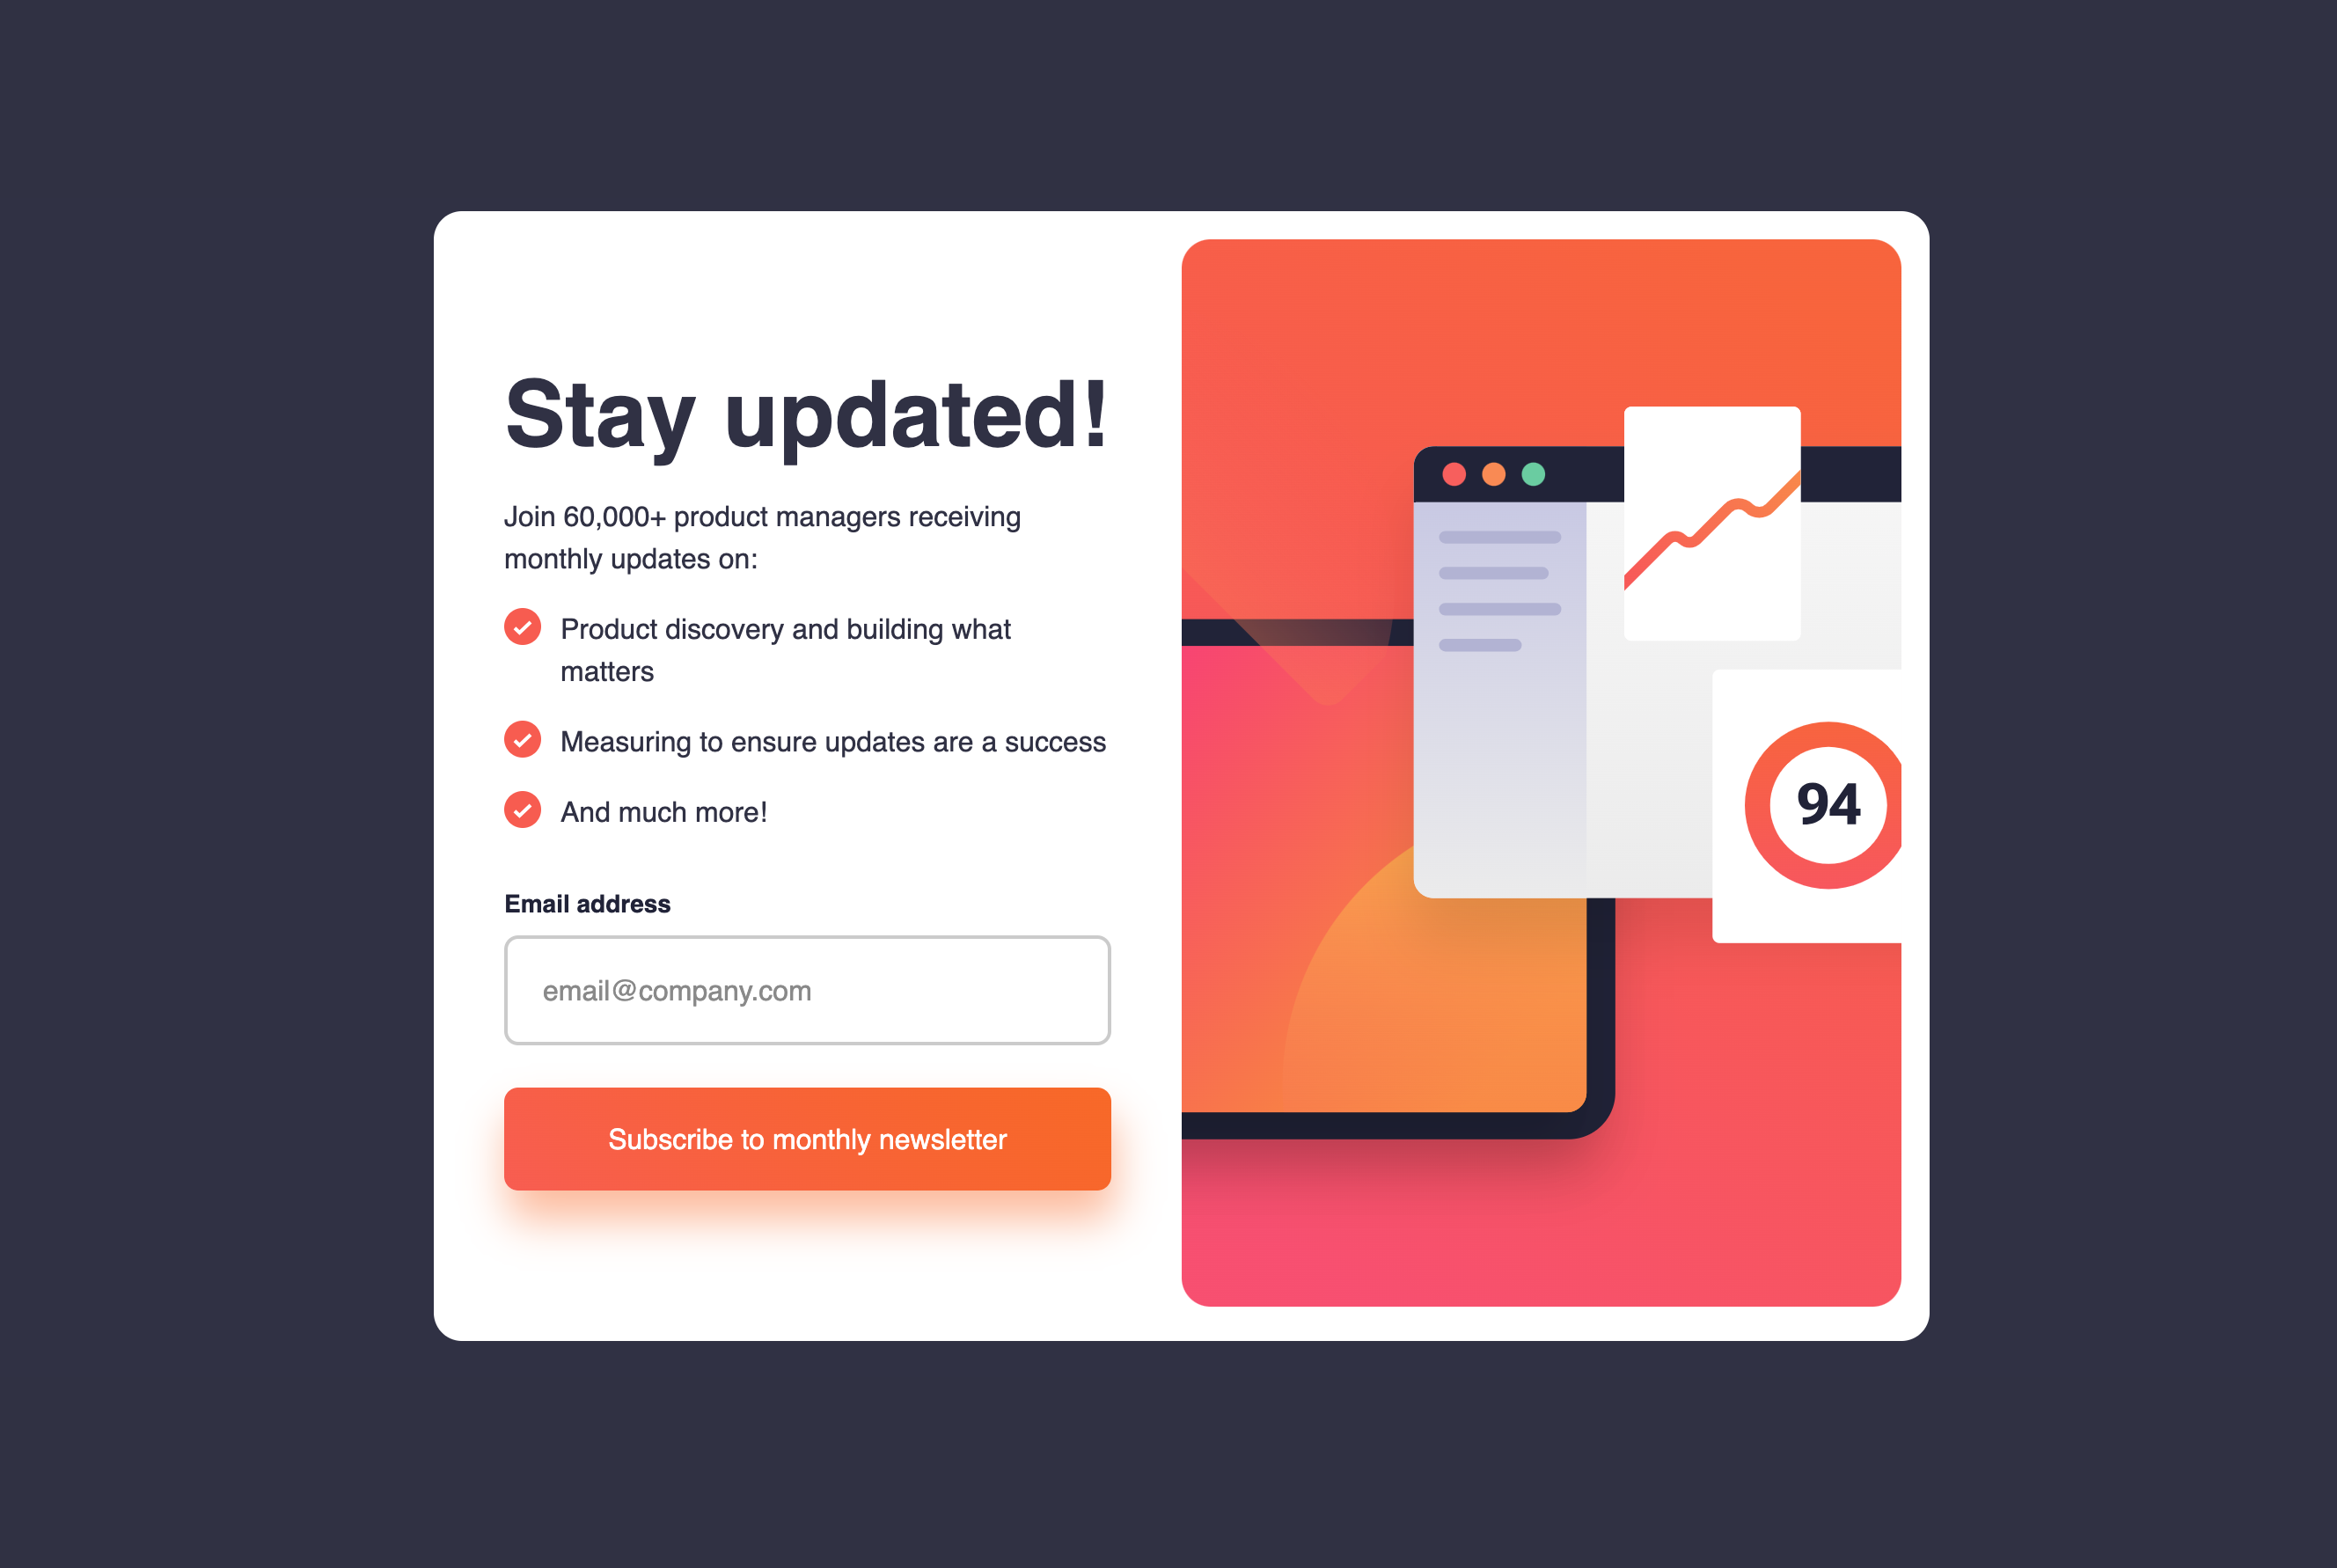 Stay updated!
Join 60,000+ product managers receiving
monthly updates on:
Product discovery and building what
matters
Measuring to ensure updates are a success
And much more!
Email address
email@company.com
Subscribe to monthly newsletter
94